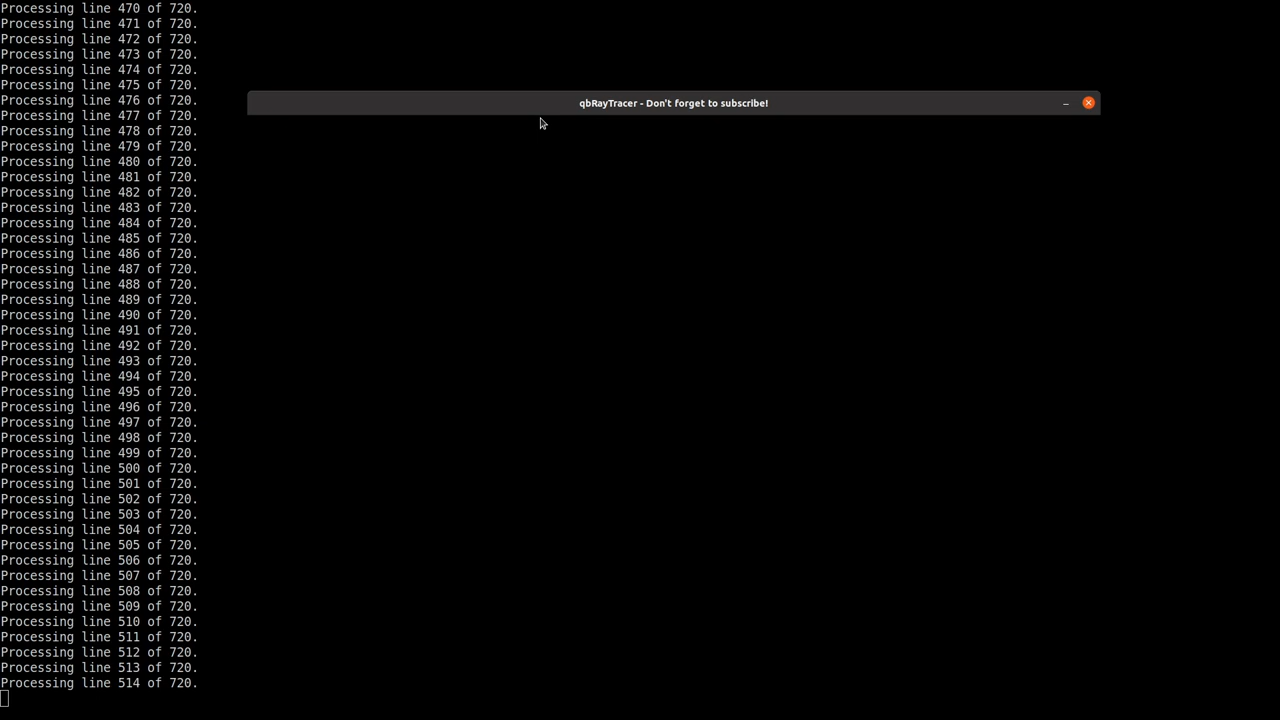 Processing line 470 of 720.
Processing line 471 of 720.
Processing line 472 of 720.
Processing line 473 of 720.
Processing line 474 of 720.
Processing line 475 of 720.
Processing line 476 of 720.
qbRayTracer - Don't forget to subscribe!
Processing line 477 of 720.
Processing line 478 of 720.
Processing line 479 of 720.
Processing line 480 of 720.
Processing line 481 of 720.
Processing line 482 of 720.
Processing line 483 of 720.
Processing line 484 of 720.
Processing line 485 of 720.
Processing line 486 of 720.
Processing line 487 of 720.
Processing line 488 of 720.
Processing line 489 of 720.
Processing line 490 of 720.
Processing line 491 of 720.
Processing line 492 of 720.
Processing line 493 of 720.
Processing line 494 of 720.
Processing line 495 of 720.
Processing line 496 of 720.
Processing line 497 of 720.
Processing line 498 of 720.
Processing line 499 of 720.
Processing line 500 of 720.
Processing line 501 of 720.
Processing line 502 of 720.
Processing line 503 of 720.
Processing line 504 of 720.
Processing line 505 of 720.
Processing line 506 of 720.
Processing line 507 of 720.
Processing line 508 of 720.
Processing line 509 of 720.
Processing line 510 of 720.
Processing line 511 of 720.
Processing line 512 of 720.
Processing line 513 of 720.
Processing line 514 of 720.